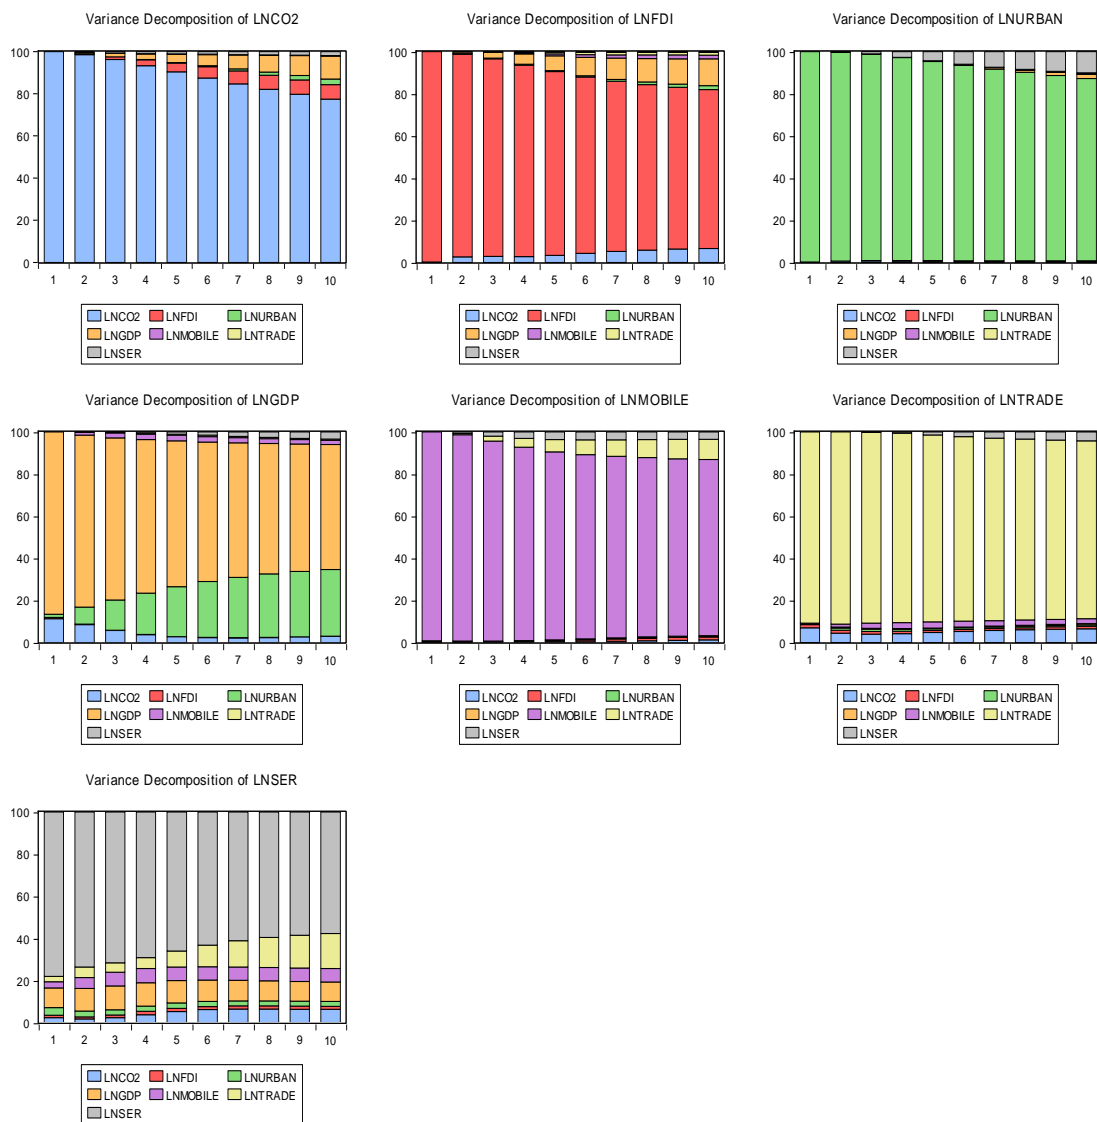 Variance Decomposition of LNCO2
100
80
60
40
20
0
1 2 3 4 5 6 7 8 9 10
LNCO2 LNFDI LNURBAN
LNGDP LNMOBILE LNTRADE
LNSER
Variance Decomposition of LNFDI
100
80
60
40
20
0
1 2 3 4 5 6 7 8 9 10
LNCO2 LNFDI LNURBAN
LNGDP LNMOBILE LNTRADE
LNSER
Variance Decomposition of LNURBAN
100
80
60
40
20
0
1 2 3 4 5 6 7 8 9 10
LNCO2 LNFDI LNURBAN
LNGDP LNMOBILE LNTRADE
LNSER
Variance Decomposition of LNGDP
100
80
60
40
20
0
1 2 3 4 5 6 7 8 9 10
LNCO2 LNFDI LNURBAN
LNGDP LNMOBILE LNTRADE
LNSER
Variance Decomposition of LNMOBILE
100
80
60
40
20
0
1 2 3 4 5 6 7 8 9 10
LNCO2 LNFDI LNURBAN
LNGDP LNMOBILE LNTRADE
LNSER
Variance Decomposition of LNTRADE
100
80
60
40
20
0
1 2 3 4 5 6 7 8 9 10
LNCO2 LNFDI LNURBAN
LNGDP LNMOBILE LNTRADE
LNSER
Variance Decomposition of LNSER
100
80
60
40
20
0
1 2 3 4 5 6 7 8 9 10
LNCO2 LNFDI LNURBAN
LNGDP LNMOBILE LNTRADE
LNSER